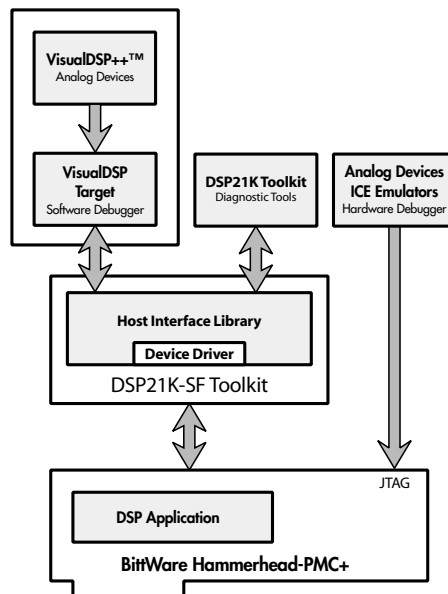 VisualDSP++™
Analog Devices
VisualDSP
Target
Software Debugger
DSP21K Toolkit
Diagnostic Tools
Analog Devices
ICE Emulators
Hardware Debugger
Host Interface Library
Device Driver
DSP21K-SF Toolkit
JTAG
DSP Application
BittWare Hammerhead-PMC+